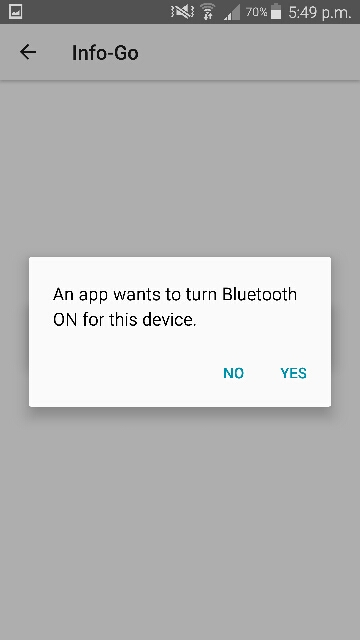 70% 5:49 p.m.
Info-Go
An app wants to turn Bluetooth
ON for this device.
NO YES